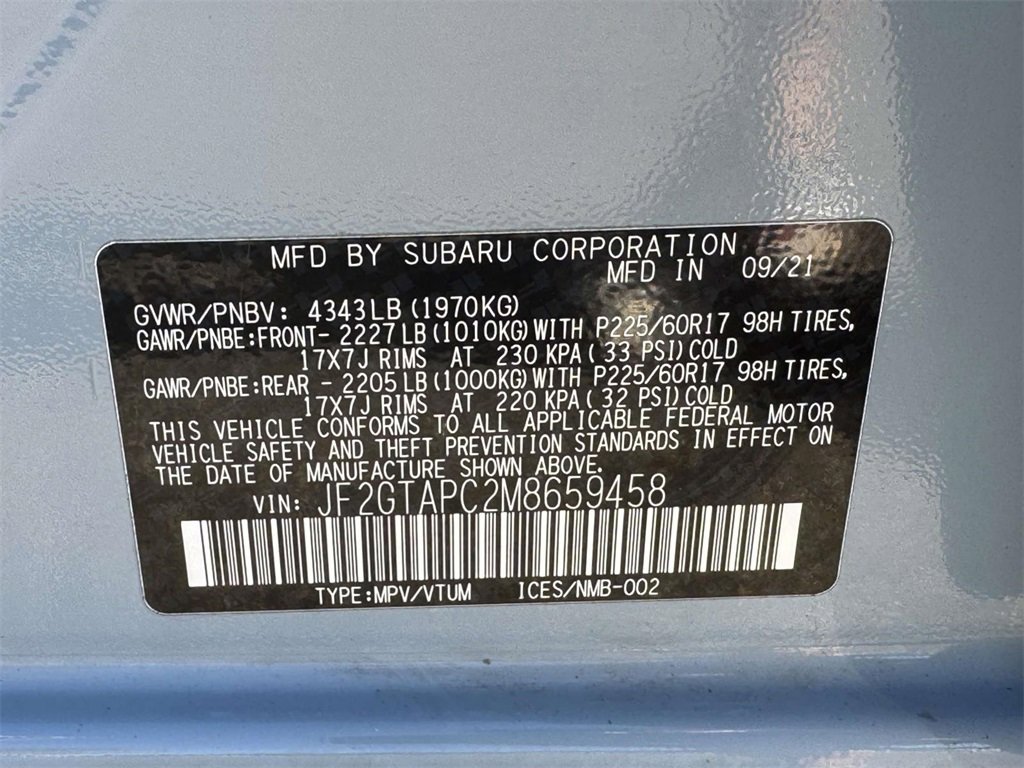 MFD BY SUBARU CORPORATION
MFD IN 09/21
GVWR/PNBV: 4343LB (1970KG)
GAWR/PNBE:FRONT- 2227LB(1010KG)WITH P225/60R17 98H TIRES,
17X7J RIMS AT 230 KPA( 33 PSI)COLD
GAWR/PNBE:REAR - 2205LB(1000KG)WITH P225/60R17 98H TIRES,
17X7J RIMS AT 220 KPA( 32 PSI)COLD
THIS VEHICLE CONFORMS TO ALL APPLICABLE FEDERAL MOTOR
VEHICLE SAFETY AND THEFT PREVENTION STANDARDS IN EFFECT ON
THE DATE OF MANUFACTURE SHOWN ABOVE.
VIN: JF2GTAPC2M8659458
TYPE:MPV/VTUM ICES/NMB-002